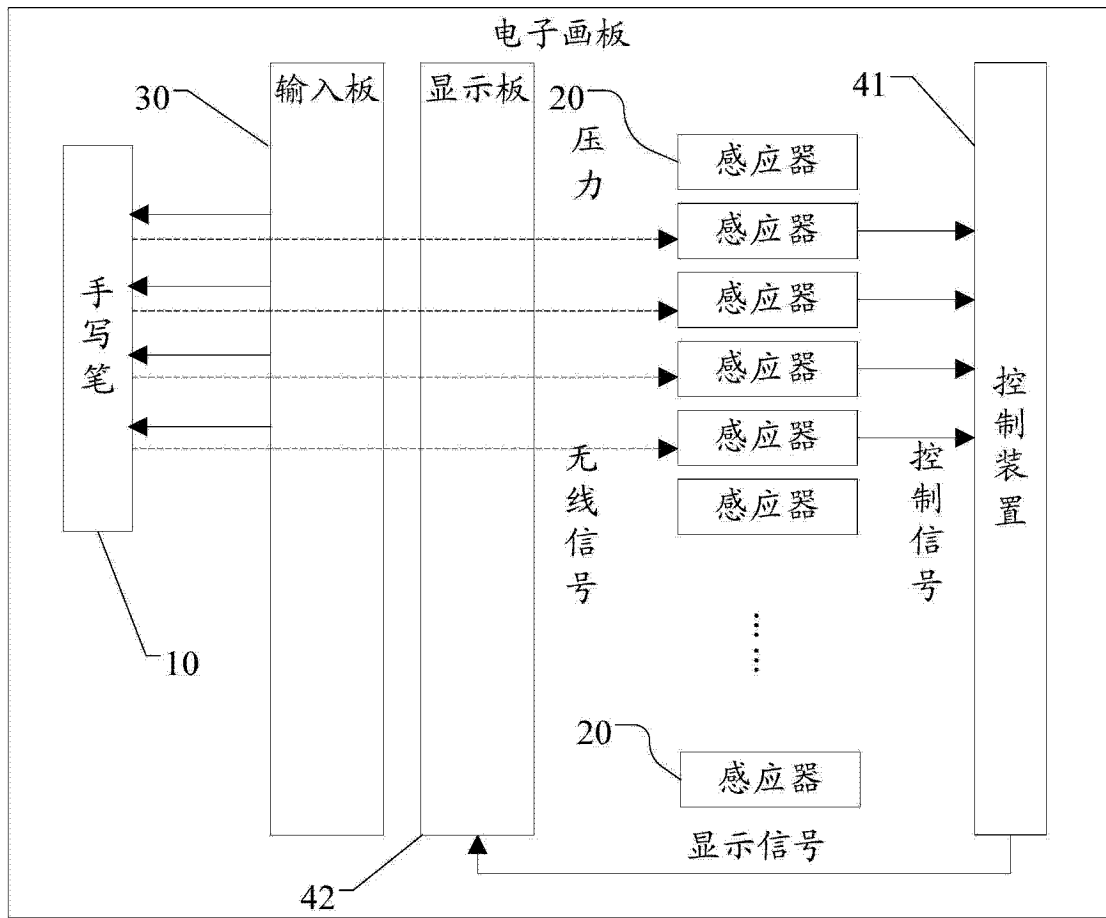 电子画板
输入板
显示板
30
20
41
压力
感应器
感应器
感应器
感应器
感应器
感应器
手写笔
无线信号
控制信号
控制装置
10
20
感应器
42
显示信号